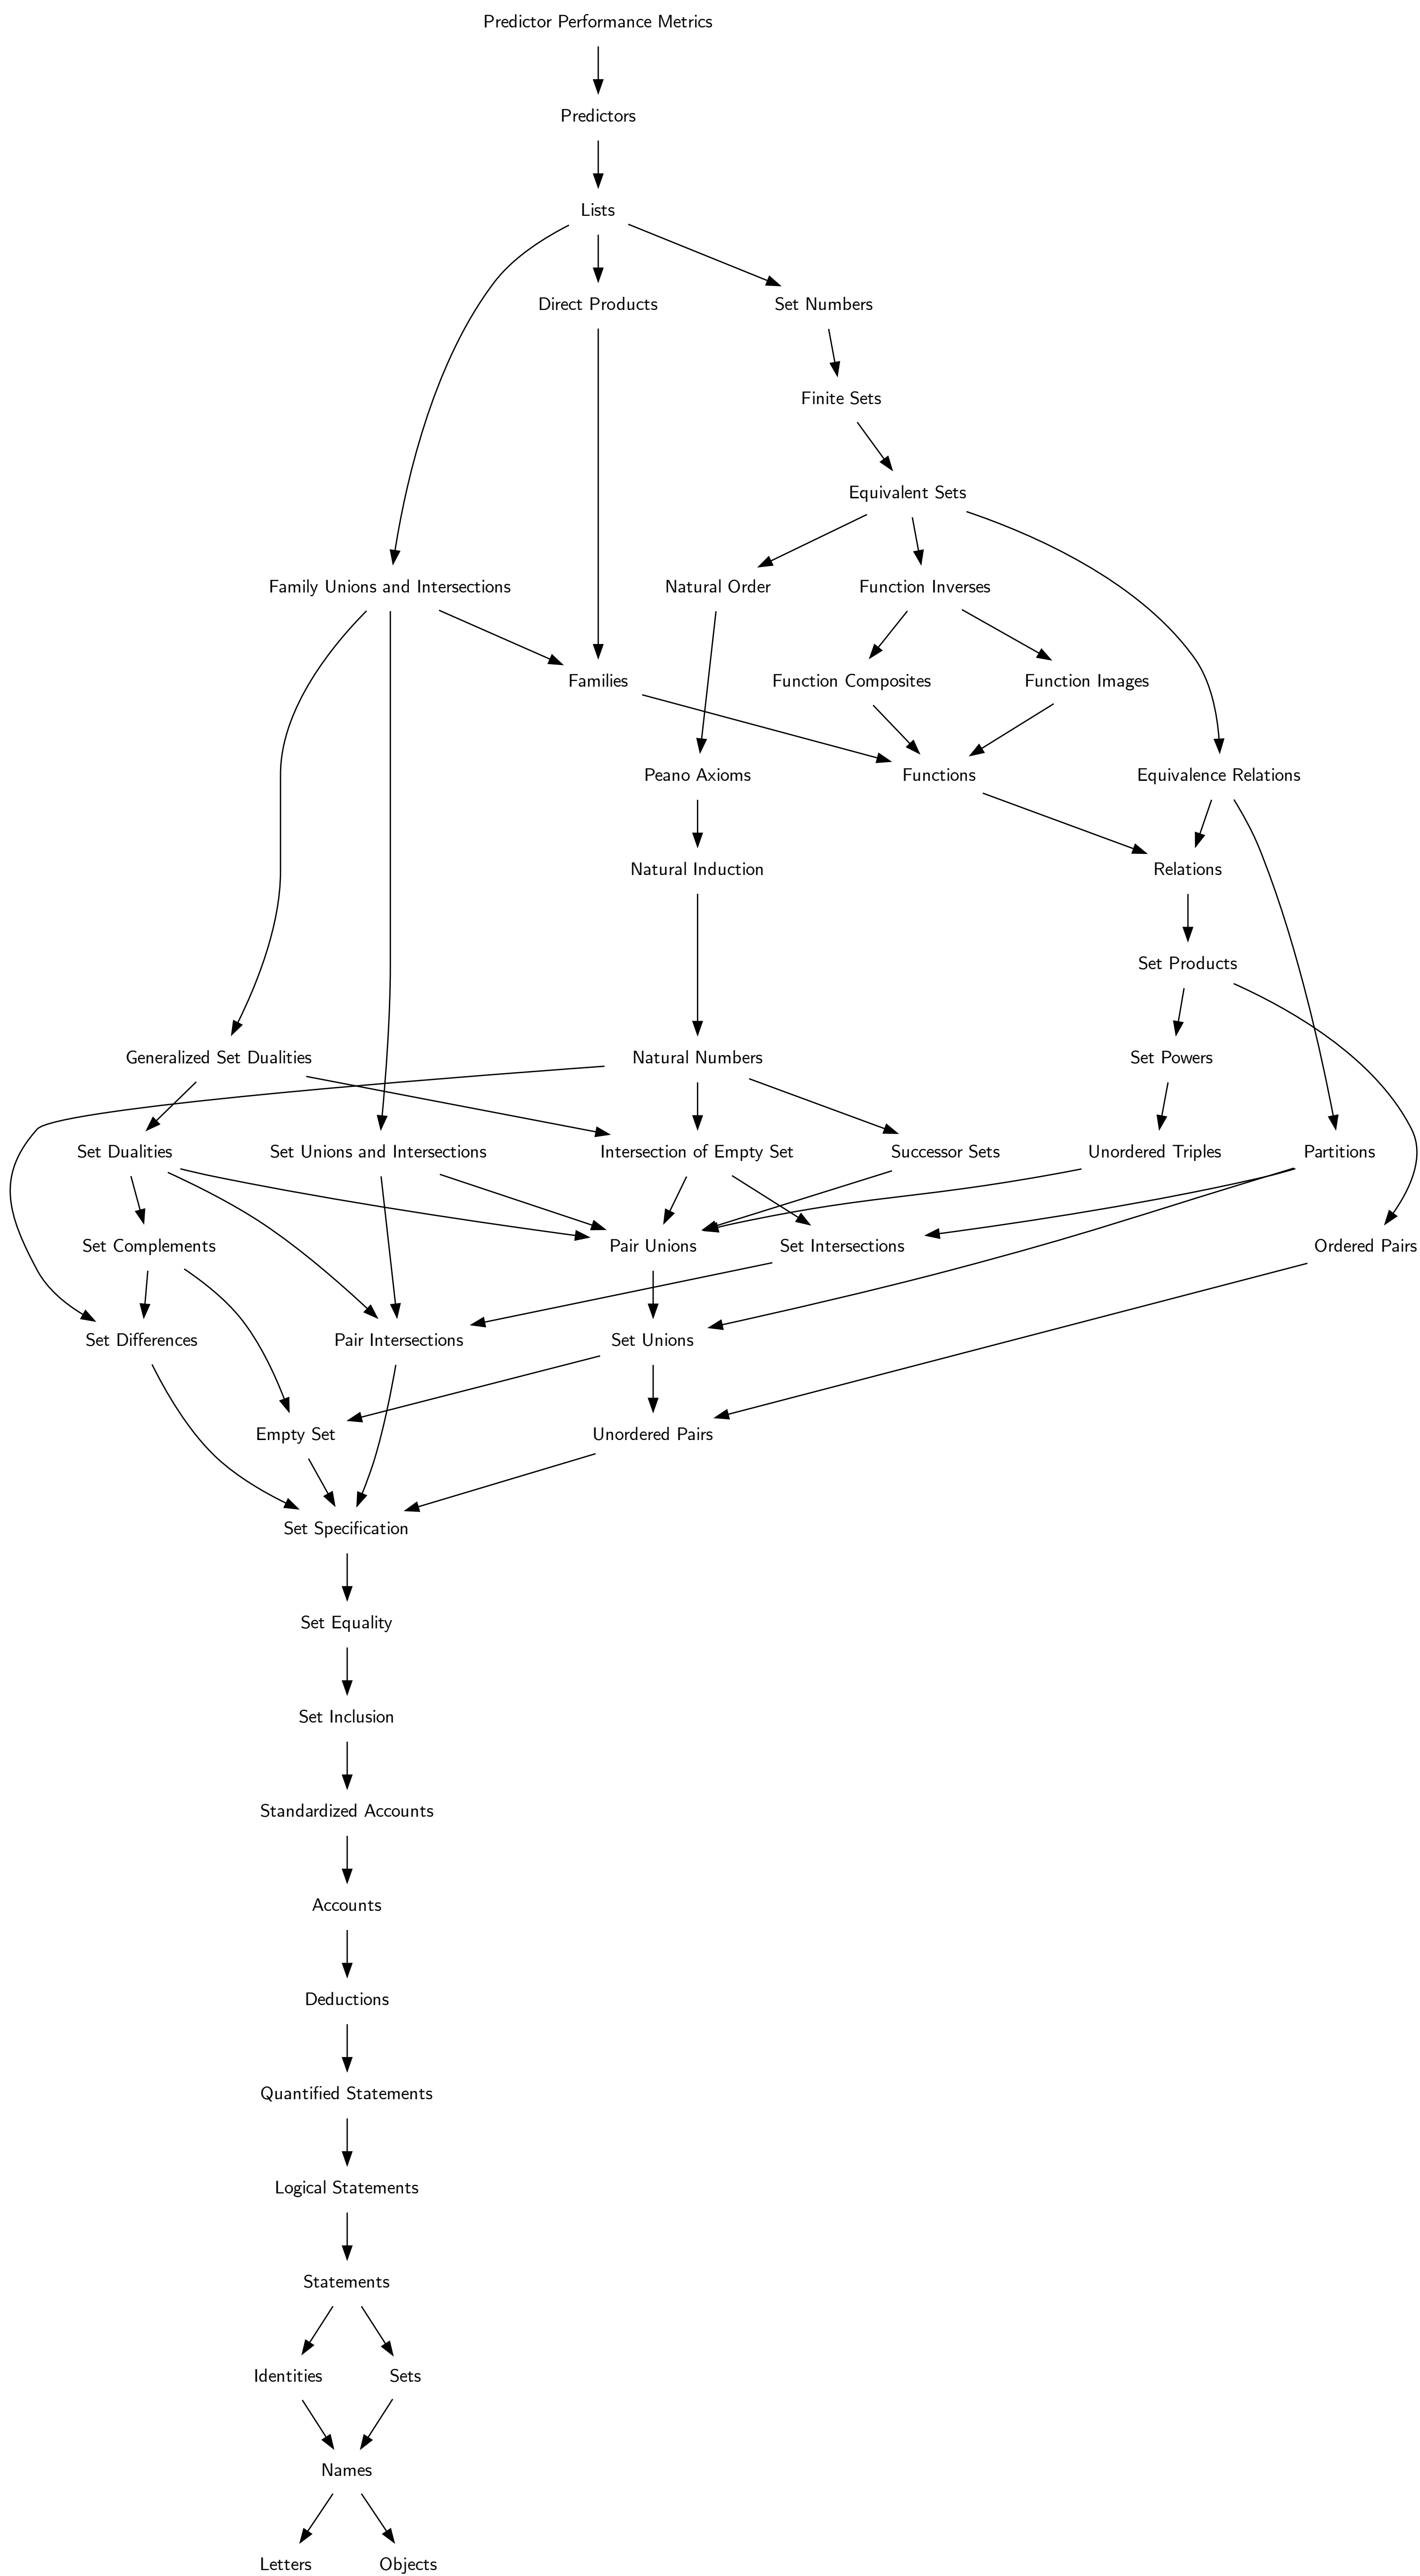 Predictor Performance Metrics
Predictors
Lists
Direct Products
Set Numbers
Finite Sets
Equivalent Sets
Family Unions and Intersections
Natural Order
Function Inverses
Families
Function Composites
Function Images
Peano Axioms
Functions
Equivalence Relations
Natural Induction
Relations
Set Products
Generalized Set Dualities
Natural Numbers
Set Powers
Set Dualities
Set Unions and Intersections
Intersection of Empty Set
Successor Sets
Unordered Triples
Partitions
Set Complements
Pair Unions
Set Intersections
Ordered Pairs
Set Differences
Pair Intersections
Set Unions
Empty Set
Unordered Pairs
Set Specification
Set Equality
Set Inclusion
Standardized Accounts
Accounts
Deductions
Quantified Statements
Logical Statements
Statements
Identities
Sets
Names
Letters
Objects